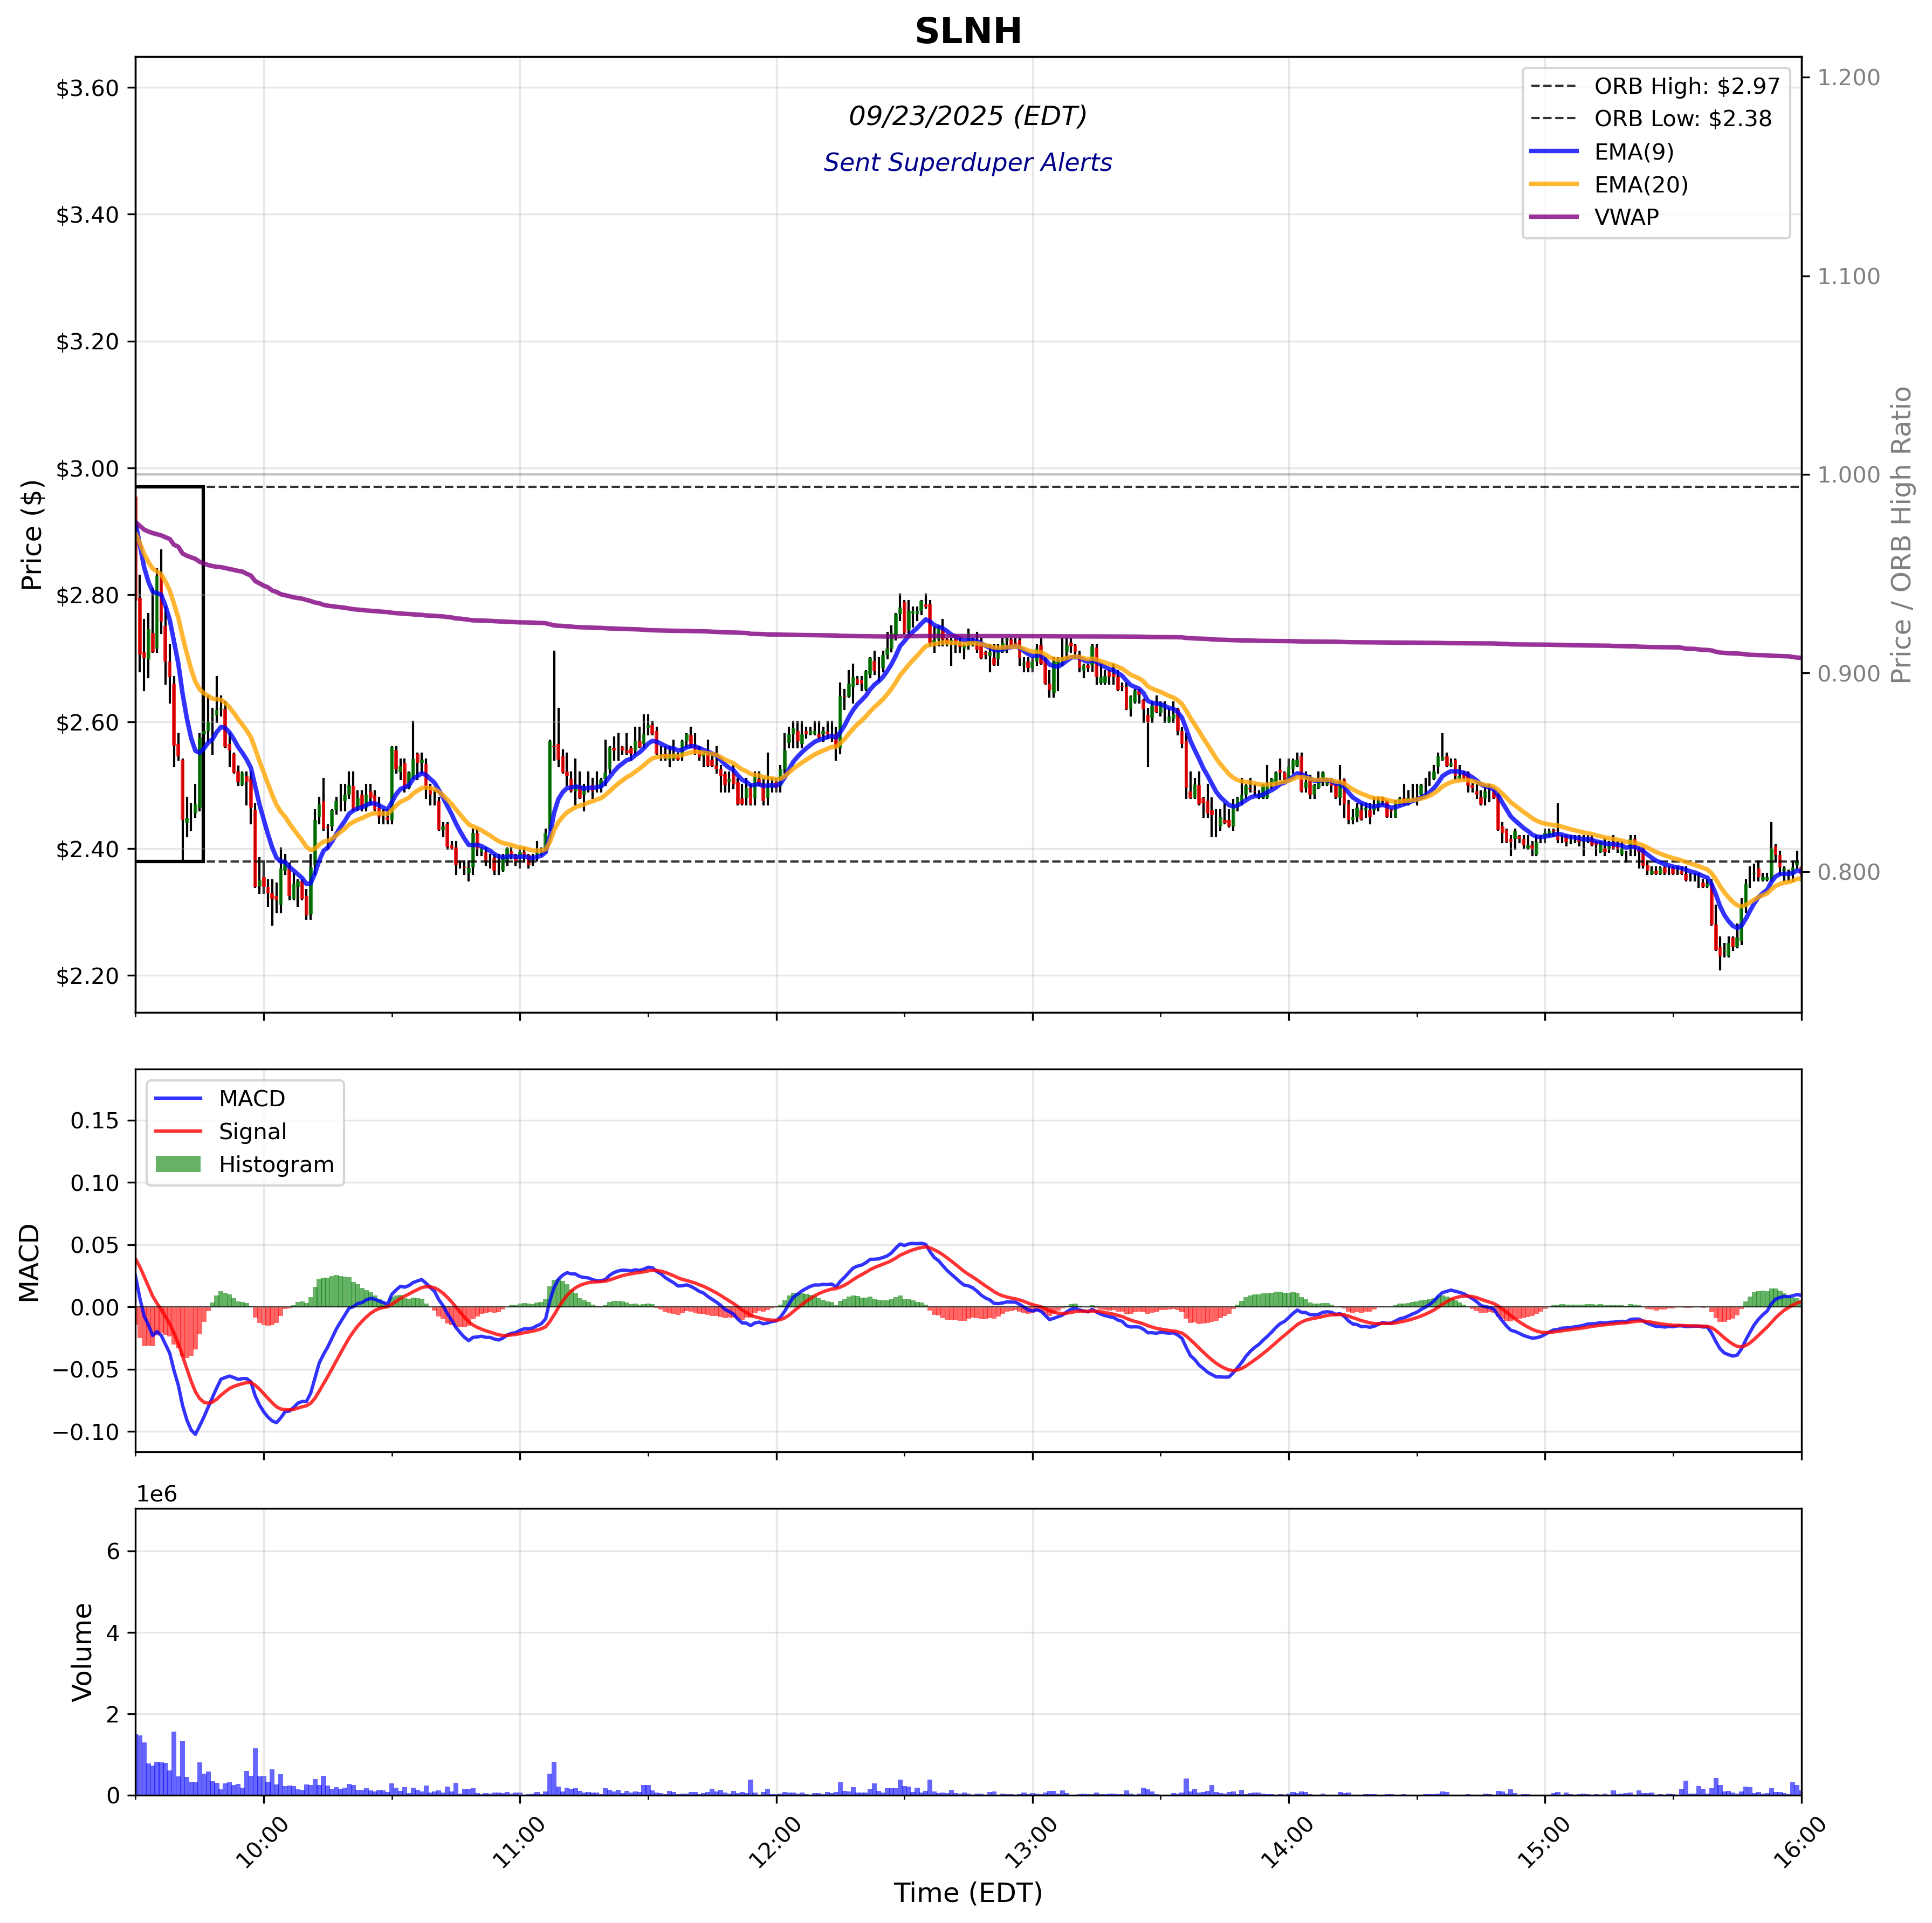 SLNH
09/23/2025 (EDT)
Sent Superduper Alerts
ORB High: $2.97
ORB Low: $2.38
EMA(9)
EMA(20)
VWAP
Price ($)
$3.60
$3.40
$3.20
$3.00
$2.80
$2.60
$2.40
$2.20
1.200
1.100
1.000
0.900
0.800
Price / ORB High Ratio
MACD
Signal
Histogram
MACD
0.15
0.10
0.05
0.00
−0.05
−0.10
1e6
Volume
6
4
2
0
10:00
11:00
12:00
13:00
14:00
15:00
16:00
Time (EDT)